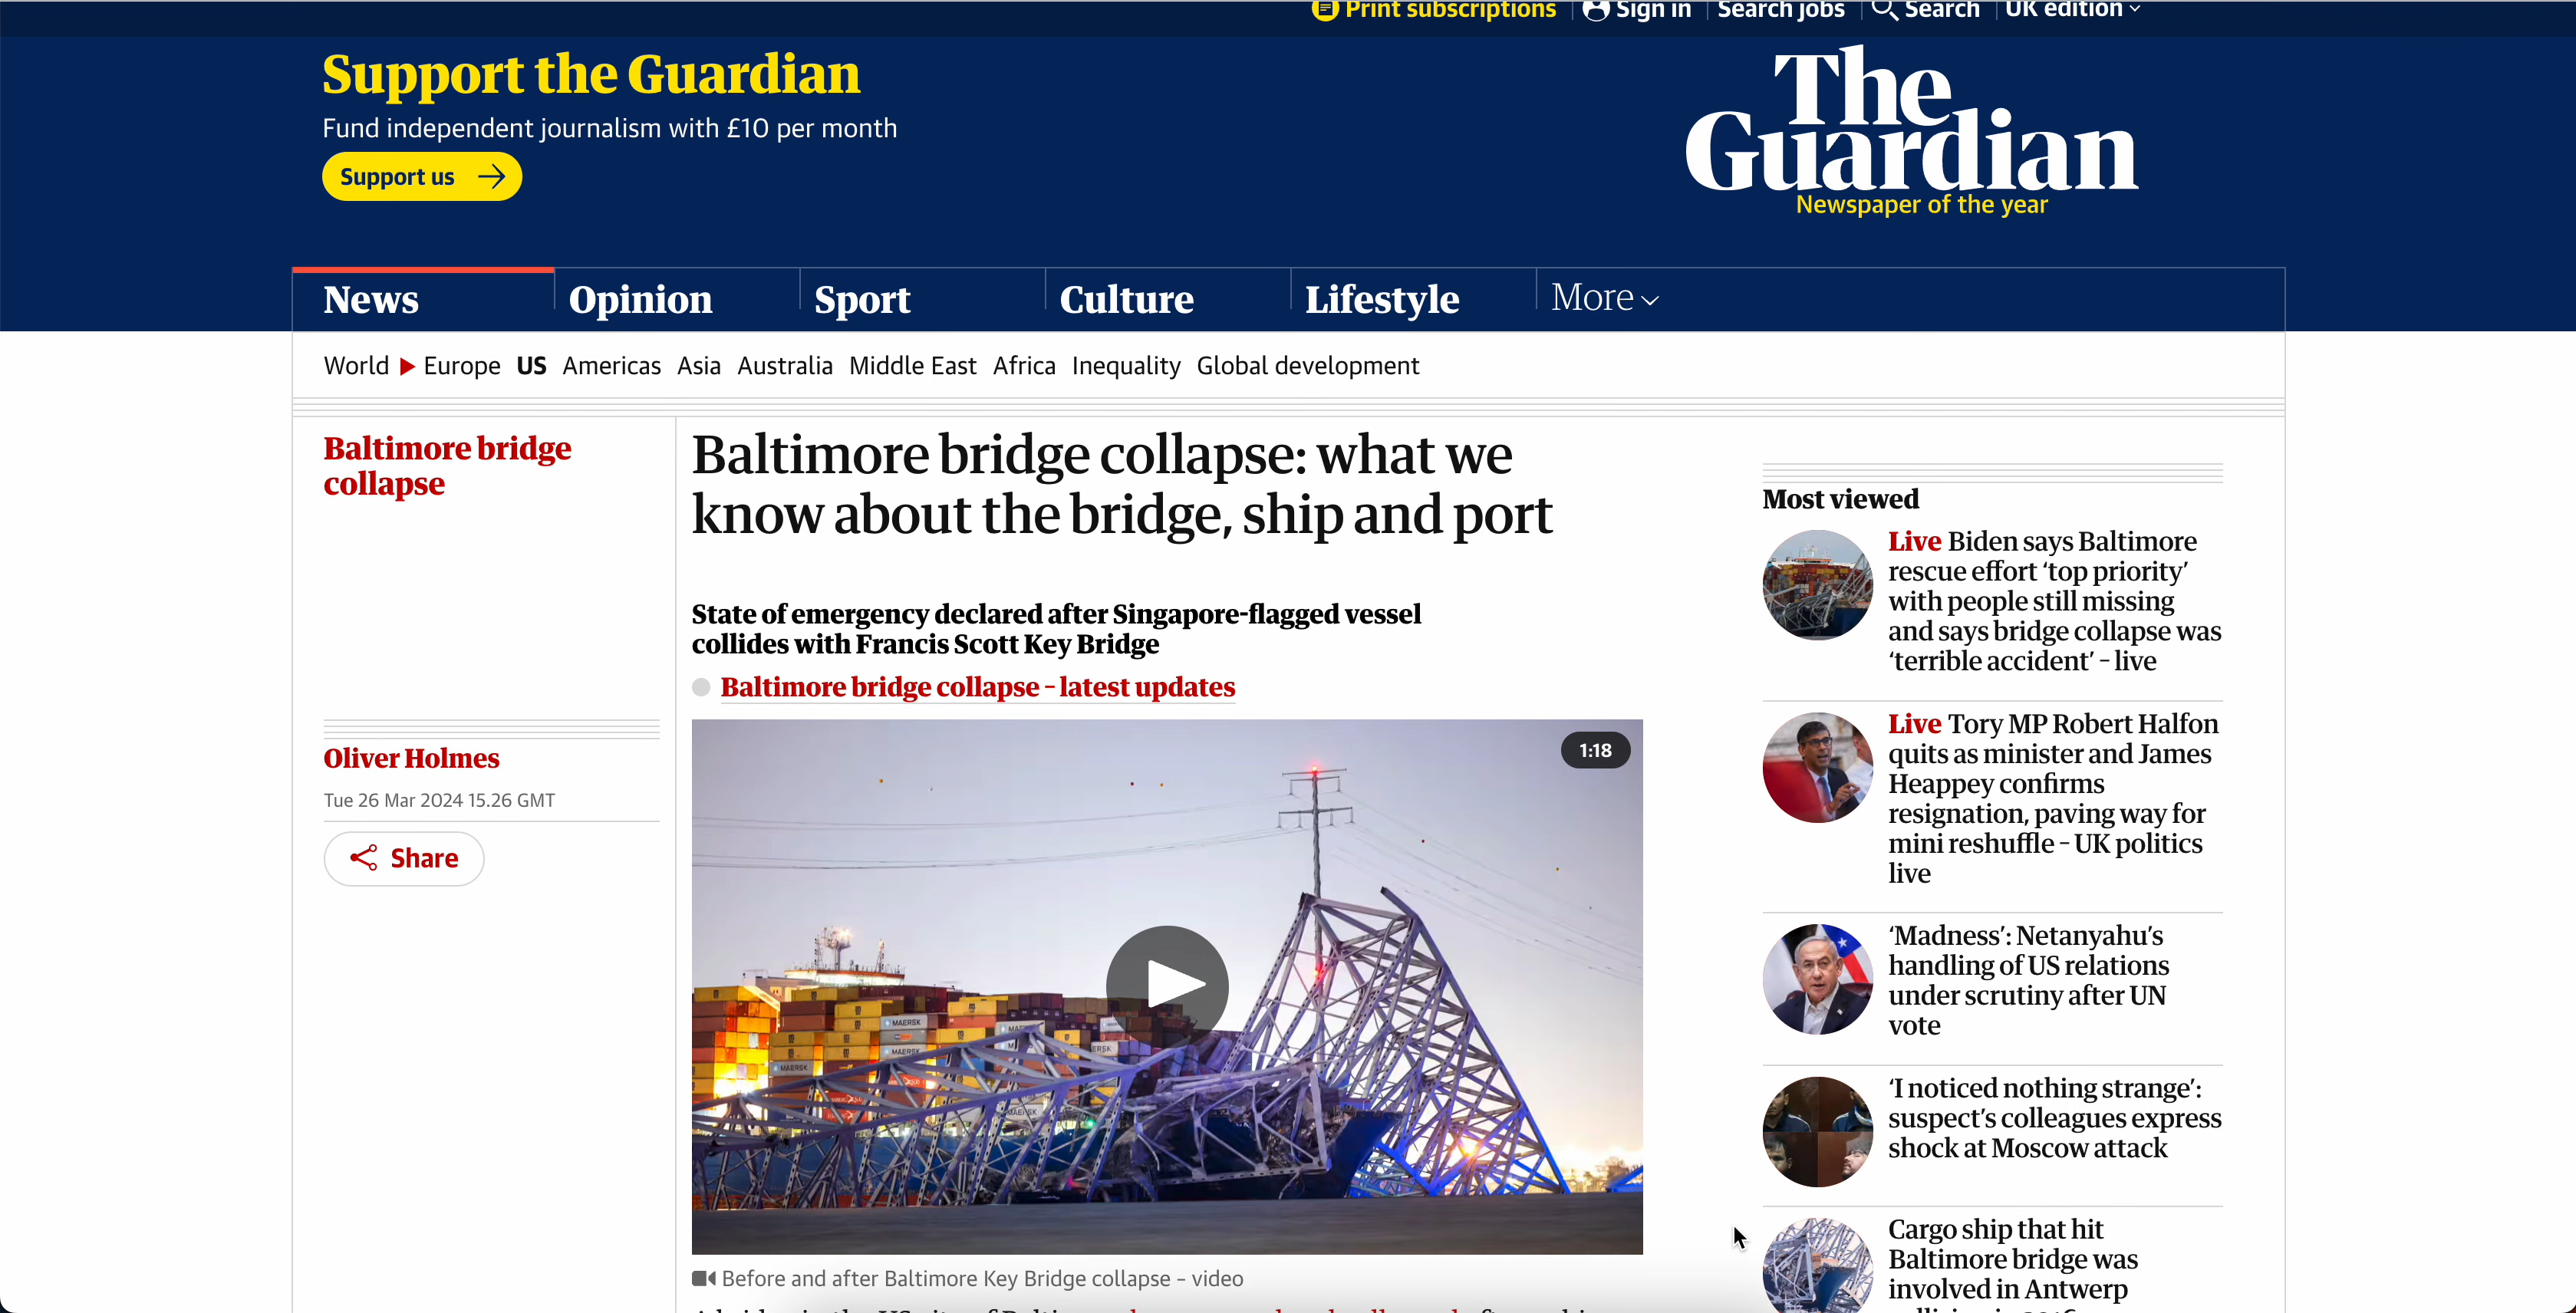 Print subscriptions
Sign in
Search jobs
Search
UK edition
Support the Guardian
Fund independent journalism with £10 per month
Support us
The
Guardian
Newspaper of the year
News
Opinion
Sport
Culture
Lifestyle
More
World Europe US Americas Asia Australia Middle East Africa Inequality Global development
Baltimore bridge
collapse
Baltimore bridge collapse: what we
know about the bridge, ship and port
State of emergency declared after Singapore-flagged vessel
collides with Francis Scott Key Bridge
Baltimore bridge collapse – latest updates
Oliver Holmes
Tue 26 Mar 2024 15.26 GMT
Share
1:18
MAERSK
MAERSK
MAERSK
MAERSK
Before and after Baltimore Key Bridge collapse – video
Most viewed
Live Biden says Baltimore
rescue effort ‘top priority’
with people still missing
and says bridge collapse was
‘terrible accident’ – live
Live Tory MP Robert Halfon
quits as minister and James
Heappey confirms
resignation, paving way for
mini reshuffle – UK politics
live
‘Madness’: Netanyahu’s
handling of US relations
under scrutiny after UN
vote
‘I noticed nothing strange’:
suspect’s colleagues express
shock at Moscow attack
Cargo ship that hit
Baltimore bridge was
involved in Antwerp